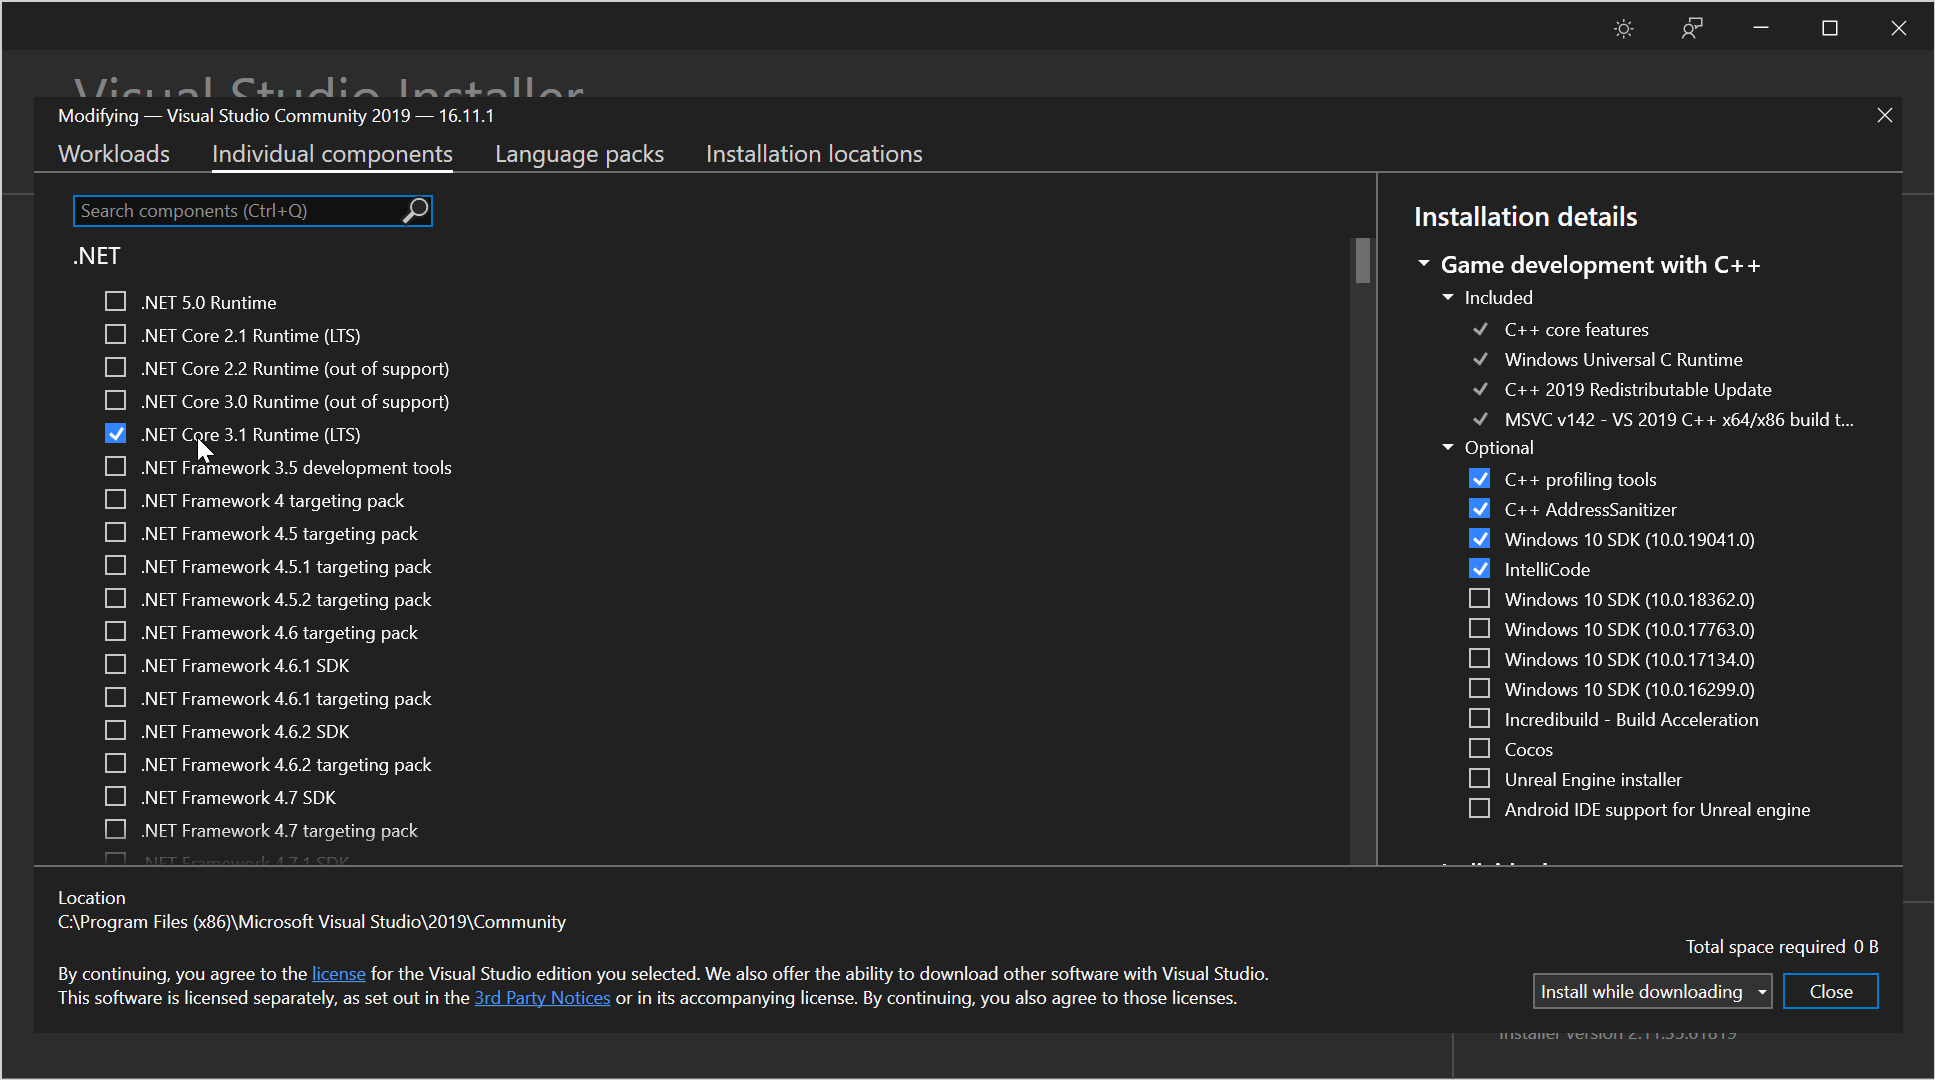 Visual Studio Installer
Modifying — Visual Studio Community 2019 — 16.11.1
Workloads
Individual components
Language packs
Installation locations
Search components (Ctrl+Q)
.NET
.NET 5.0 Runtime
.NET Core 2.1 Runtime (LTS)
.NET Core 2.2 Runtime (out of support)
.NET Core 3.0 Runtime (out of support)
.NET Core 3.1 Runtime (LTS)
.NET Framework 3.5 development tools
.NET Framework 4 targeting pack
.NET Framework 4.5 targeting pack
.NET Framework 4.5.1 targeting pack
.NET Framework 4.5.2 targeting pack
.NET Framework 4.6 targeting pack
.NET Framework 4.6.1 SDK
.NET Framework 4.6.1 targeting pack
.NET Framework 4.6.2 SDK
.NET Framework 4.6.2 targeting pack
.NET Framework 4.7 SDK
.NET Framework 4.7 targeting pack
.NET Framework 4.7.1 SDK
Installation details
Game development with C++
Included
C++ core features
Windows Universal C Runtime
C++ 2019 Redistributable Update
MSVC v142 - VS 2019 C++ x64/x86 build t...
Optional
C++ profiling tools
C++ AddressSanitizer
Windows 10 SDK (10.0.19041.0)
IntelliCode
Windows 10 SDK (10.0.18362.0)
Windows 10 SDK (10.0.17763.0)
Windows 10 SDK (10.0.17134.0)
Windows 10 SDK (10.0.16299.0)
Incredibuild - Build Acceleration
Cocos
Unreal Engine installer
Android IDE support for Unreal engine
Location
C:\Program Files (x86)\Microsoft Visual Studio\2019\Community
By continuing, you agree to the license for the Visual Studio edition you selected. We also offer the ability to download other software with Visual Studio.
This software is licensed separately, as set out in the 3rd Party Notices or in its accompanying license. By continuing, you also agree to those licenses.
Total space required 0 B
Install while downloading
Close
Installer version